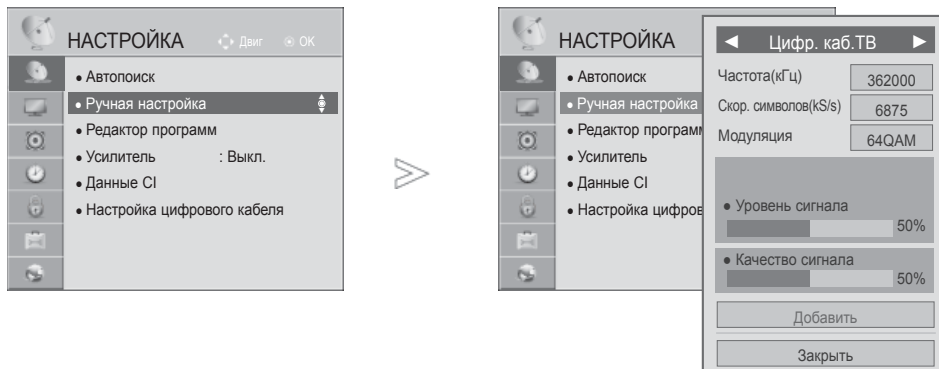 НАСТРОЙКА Двиг OK
• Автопоиск
• Ручная настройка
• Редактор программ
• Усилитель : Выкл.
• Данные CI
• Настройка цифрового кабеля
НАСТРОЙКА
• Автопоиск
• Ручная настройка
• Редактор програм
• Усилитель
• Данные CI
• Настройка цифров
◄ Цифр. каб.ТВ ►
Частота(кГц) 362000
Скор. символов(kS/s) 6875
Модуляция 64QAM
• Уровень сигнала
50%
• Качество сигнала
50%
Добавить
Закрыть